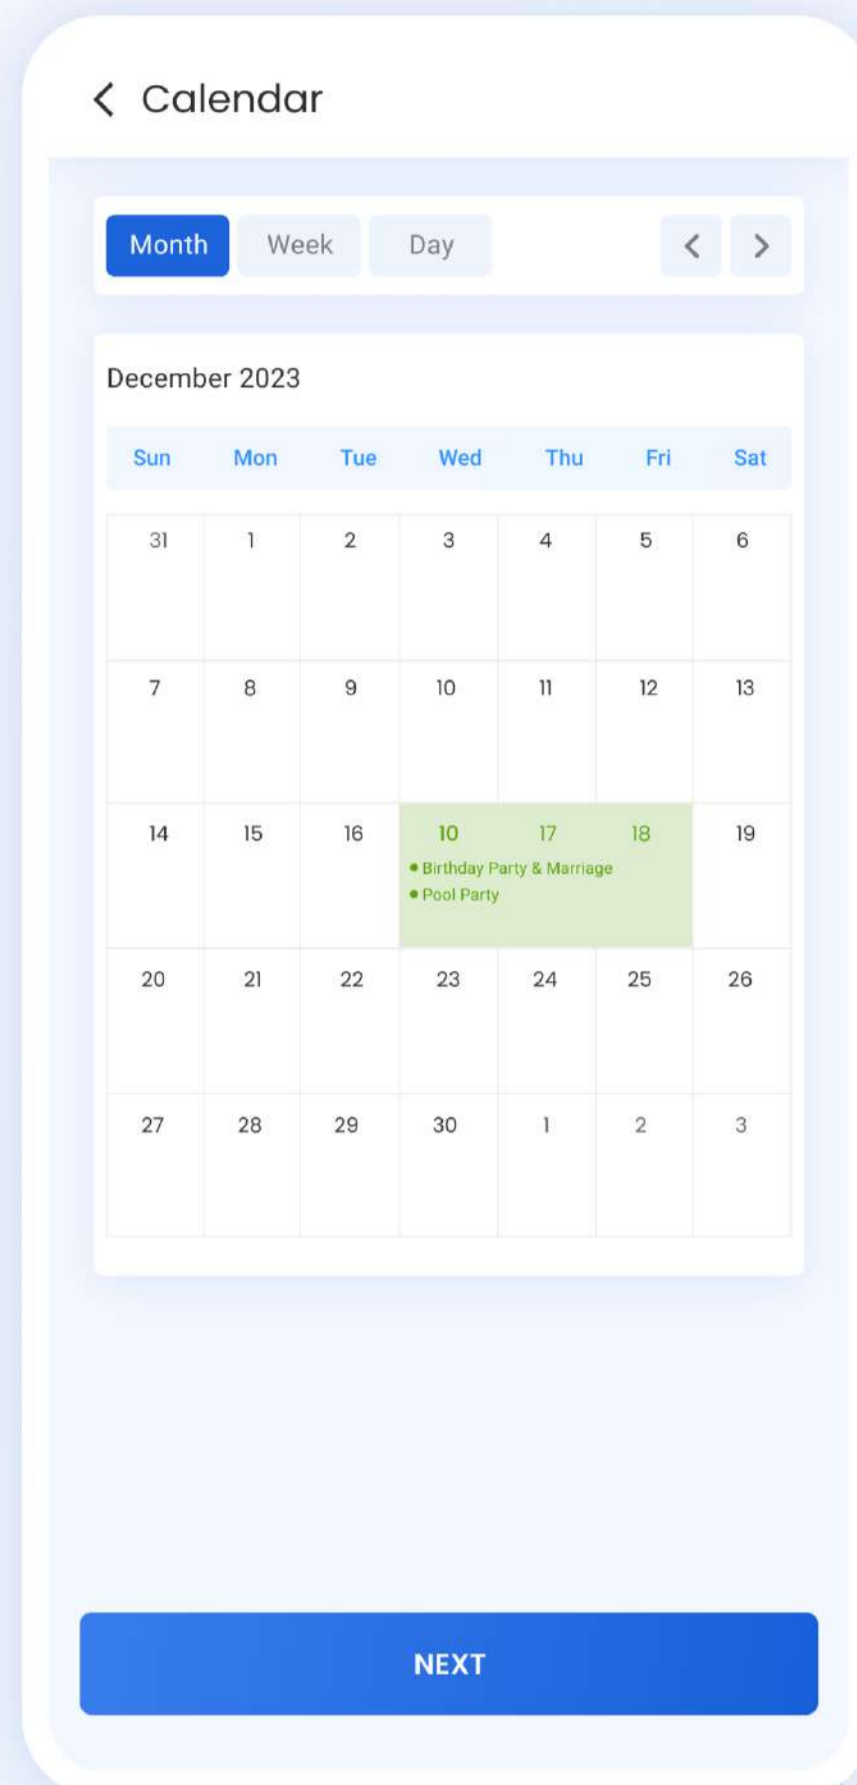 Calendar
Month Week Day
December 2023
Sun Mon Tue Wed Thu Fri Sat
31 1 2 3 4 5 6
7 8 9 10 11 12 13
14 15 16 10 17 18 19
Birthday Party & Marriage
Pool Party
20 21 22 23 24 25 26
27 28 29 30 1 2 3
NEXT